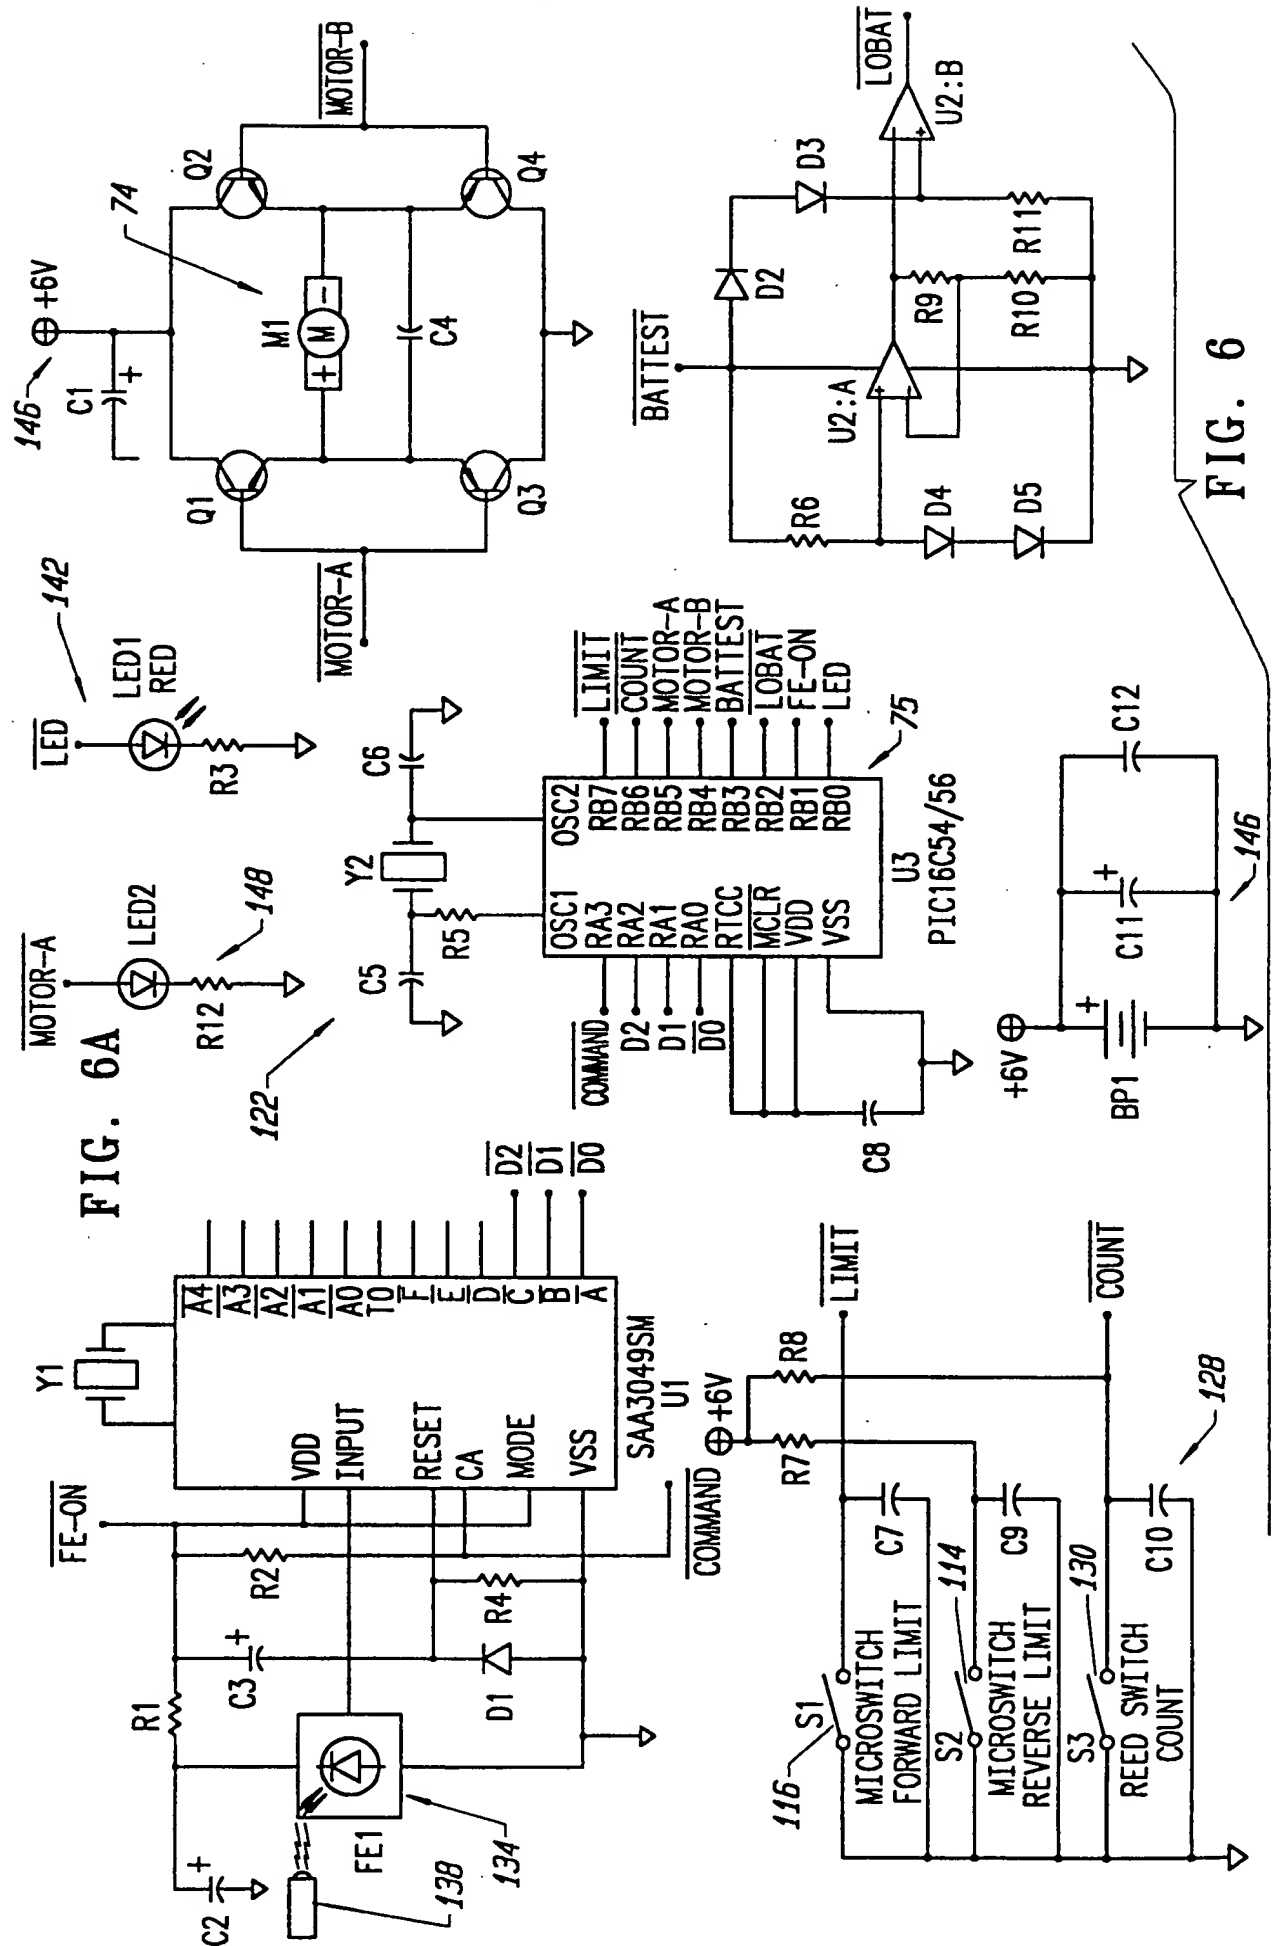 FIG. 6A
C2
+
138
134
FE1
R1
C3
+
D1
R4
R2
FE-ON
COMMAND
Y1
VDD
INPUT
RESET
CA
MODE
VSS
A4
A3
A2
A1
A0
TO
F
E
D
C
B
A
SAA3049SM
U1
D2
D1
D0
MOTOR-A
LED2
R12
148
LED
LED1
RED
R3
142
122
Y2
C5
C6
R5
OSC1
RA3
RA2
RA1
RA0
RTCC
MCLR
VDD
VSS
OSC2
RB7
RB6
RB5
RB4
RB3
RB2
RB1
RB0
COMMAND
D2
D1
D0
LIMIT
COUNT
MOTOR-A
MOTOR-B
BATTEST
LOBAT
FE-ON
LED
75
U3
PIC16C54/56
C8
146
+6V
C1
+
74
Q1
Q2
Q3
Q4
M1
+
M
-
C4
MOTOR-A
MOTOR-B
116
S1
MICROSWITCH
FORWARD LIMIT
C7
S2
114
MICROSWITCH
REVERSE LIMIT
C9
S3
130
REED SWITCH
COUNT
C10
+6V
R7
R8
LIMIT
COUNT
128
+6V
BP1
+
C11
+
C12
146
BATTEST
R6
D4
D5
U2:A
+
-
R9
R10
D2
D3
R11
U2:B
-
+
LOBAT
FIG. 6